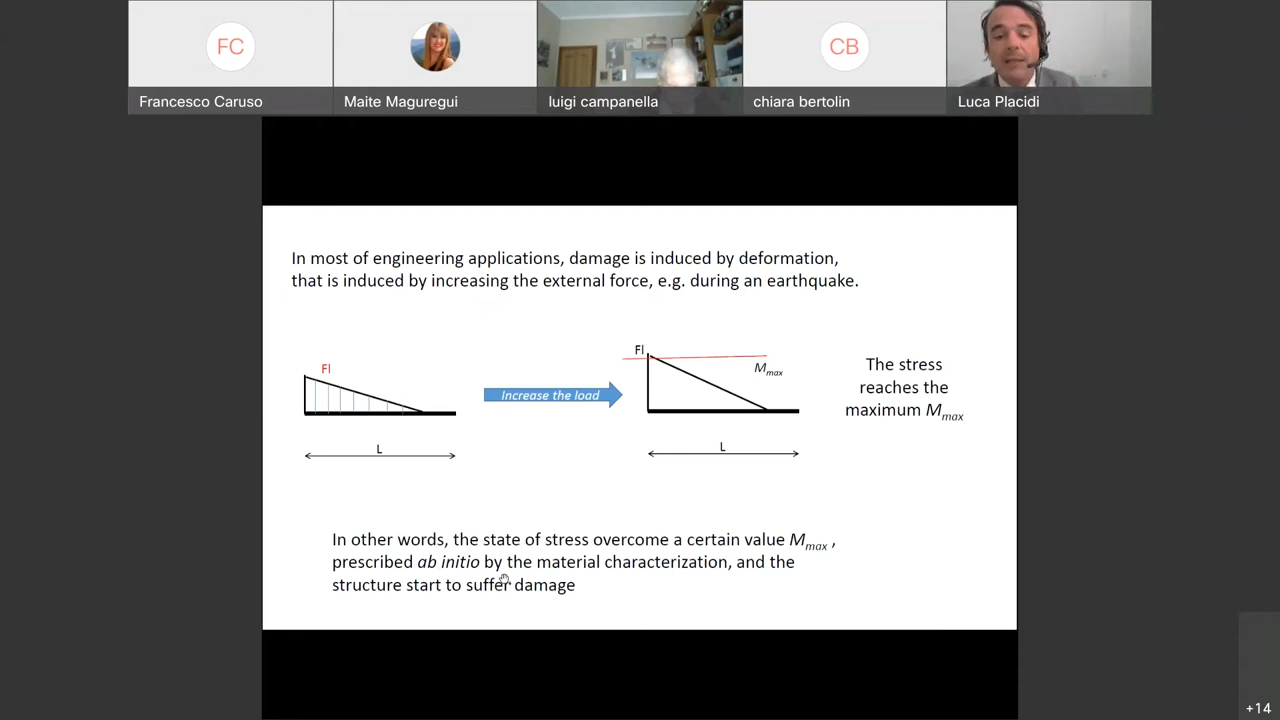 FC
CB
Francesco Caruso
Maite Maguregui
luigi campanella
chiara bertolin
Luca Placidi
In most of engineering applications, damage is induced by deformation,
that is induced by increasing the external force, e.g. during an earthquake.
Fl
Increase the load
Fl
Mmax
The stress
reaches the
maximum Mmax
L
L
In other words, the state of stress overcome a certain value Mmax ,
prescribed ab initio by the material characterization, and the
structure start to suffer damage
+14